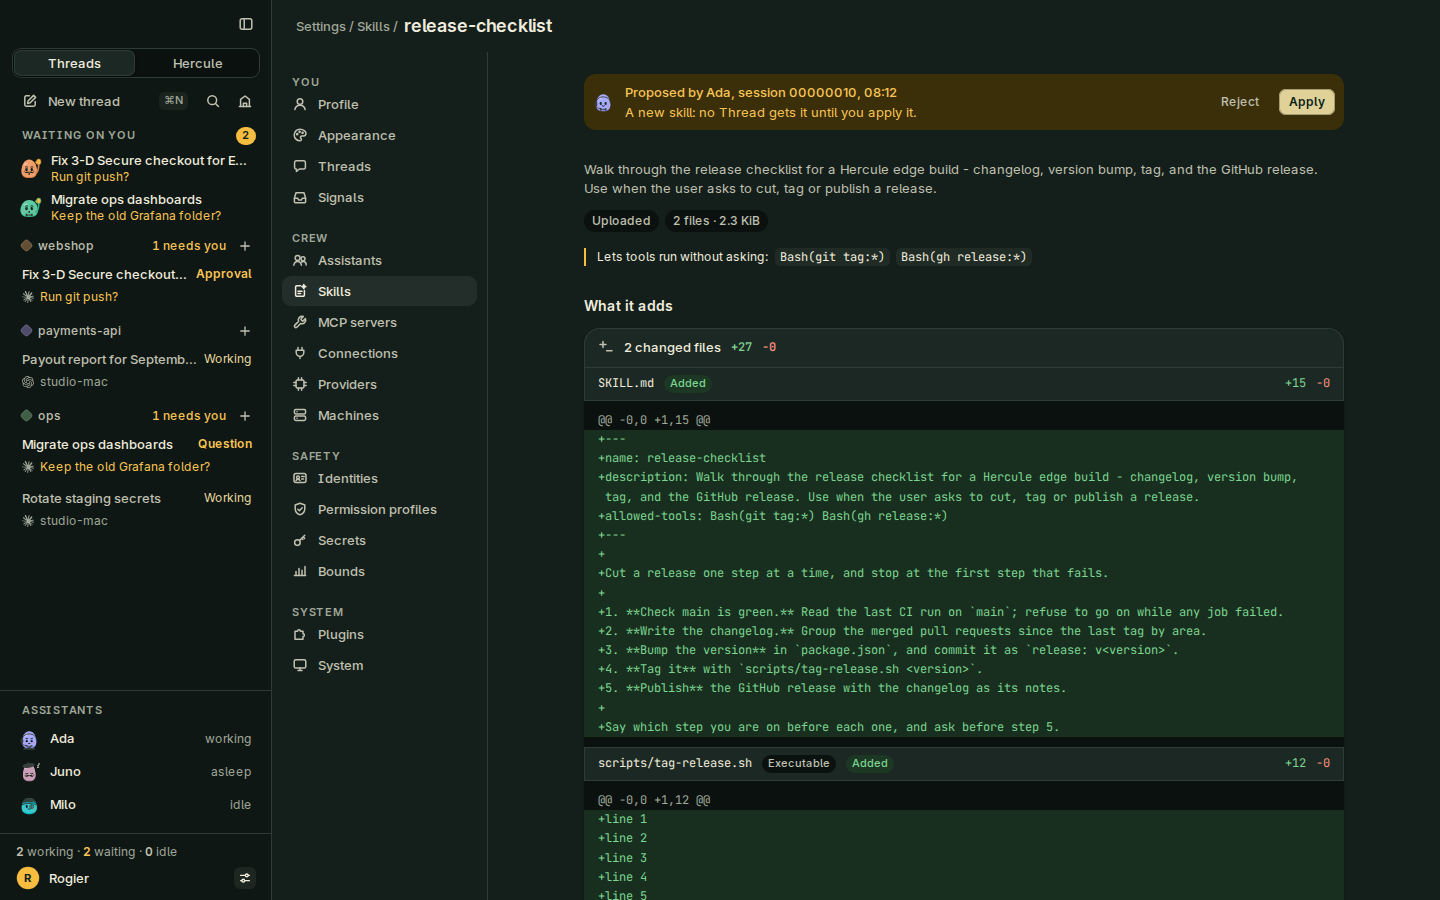 Threads
Hercule
New thread
⌘N
WAITING ON YOU
2
Fix 3-D Secure checkout for E...
Run git push?
Migrate ops dashboards
Keep the old Grafana folder?
webshop
1 needs you
Fix 3-D Secure checkout...
Approval
Run git push?
payments-api
Payout report for Septemb...
Working
studio-mac
ops
1 needs you
Migrate ops dashboards
Question
Keep the old Grafana folder?
Rotate staging secrets
Working
studio-mac
ASSISTANTS
Ada
working
Juno
asleep
Milo
idle
2 working · 2 waiting · 0 idle
R
Rogier
Settings / Skills / release-checklist
YOU
Profile
Appearance
Threads
Signals
CREW
Assistants
Skills
MCP servers
Connections
Providers
Machines
SAFETY
Identities
Permission profiles
Secrets
Bounds
SYSTEM
Plugins
System
Proposed by Ada, session 00000010, 08:12
A new skill: no Thread gets it until you apply it.
Reject
Apply
Walk through the release checklist for a Hercule edge build - changelog, version bump, tag, and the GitHub release.
Use when the user asks to cut, tag or publish a release.
Uploaded
2 files · 2.3 KiB
Lets tools run without asking: Bash(git tag:*) Bash(gh release:*)
What it adds
2 changed files +27 -0
SKILL.md Added +15 -0
@@ -0,0 +1,15 @@
+---
+name: release-checklist
+description: Walk through the release checklist for a Hercule edge build - changelog, version bump,
tag, and the GitHub release. Use when the user asks to cut, tag or publish a release.
+allowed-tools: Bash(git tag:*) Bash(gh release:*)
+---
+
+Cut a release one step at a time, and stop at the first step that fails.
+
+1. **Check main is green.** Read the last CI run on `main`; refuse to go on while any job failed.
+2. **Write the changelog.** Group the merged pull requests since the last tag by area.
+3. **Bump the version** in `package.json`, and commit it as `release: v<version>`.
+4. **Tag it** with `scripts/tag-release.sh <version>`.
+5. **Publish** the GitHub release with the changelog as its notes.
+
+Say which step you are on before each one, and ask before step 5.
scripts/tag-release.sh Executable Added +12 -0
@@ -0,0 +1,12 @@
+line 1
+line 2
+line 3
+line 4
+line 5